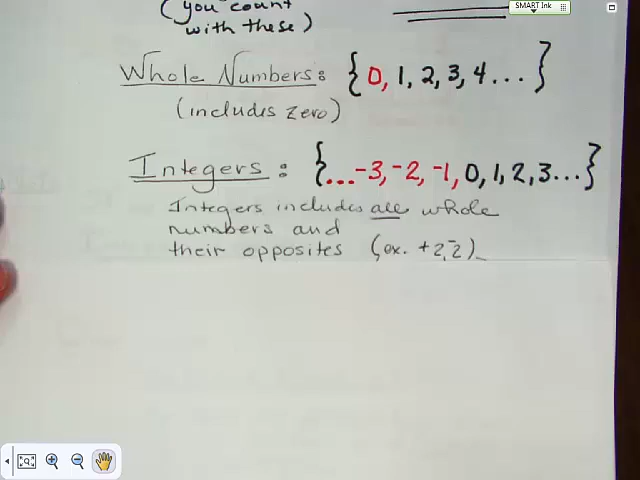 (you count
with these)
SMART Ink
Whole Numbers: {0, 1, 2, 3, 4...}
(includes zero)
Integers: {...-3, -2, -1, 0, 1, 2, 3...}
Integers includes all whole
numbers and
their opposites (ex. +2, -2)